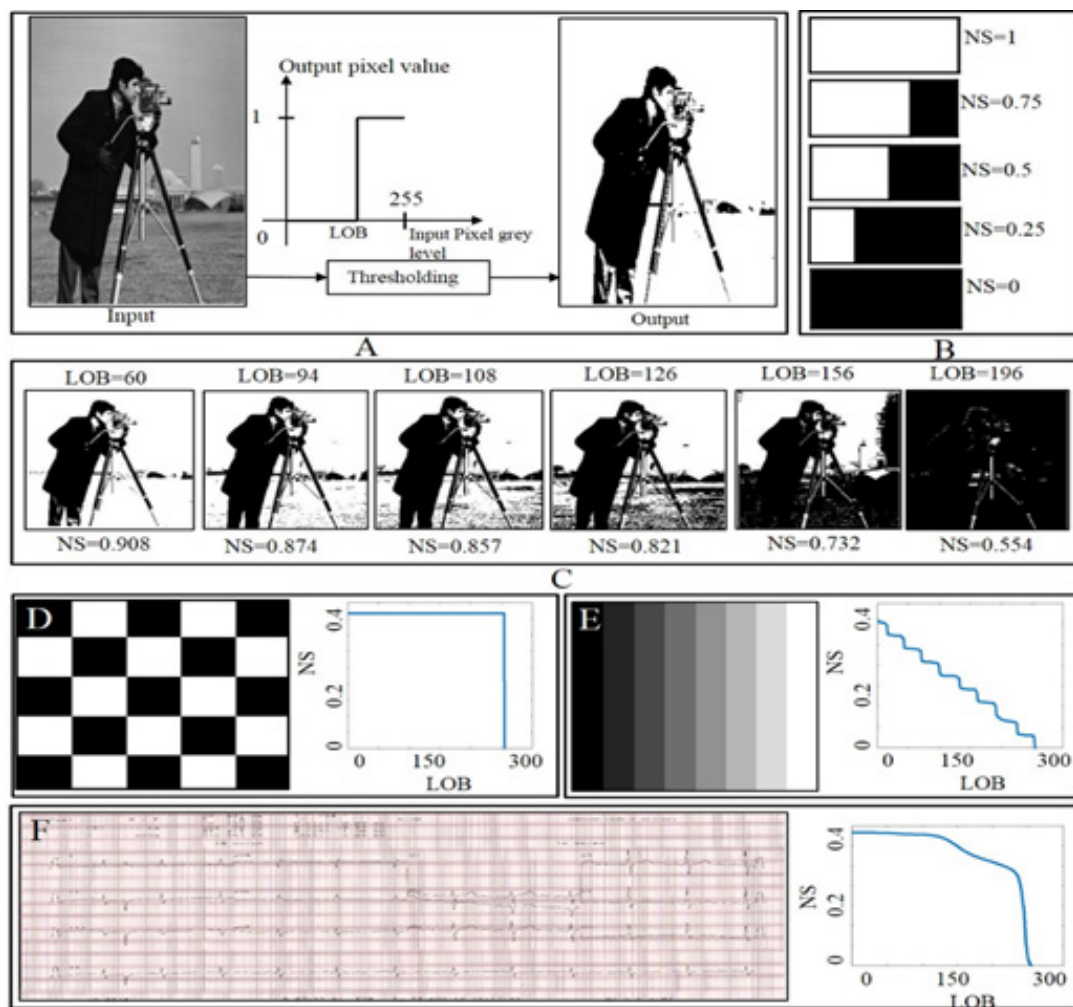 Output pixel value
1
255
0
LOB
Input Pixel grey
level
Thresholding
Input
Output
A
NS=1
NS=0.75
NS=0.5
NS=0.25
NS=0
B
LOB=60
LOB=94
LOB=108
LOB=126
LOB=156
LOB=196
NS=0.908
NS=0.874
NS=0.857
NS=0.821
NS=0.732
NS=0.554
C
D
NS
0.4
0.2
0
0
150
300
LOB
E
NS
0.4
0.2
0
0
150
300
LOB
F
NS
0.4
0.2
0
0
150
300
LOB